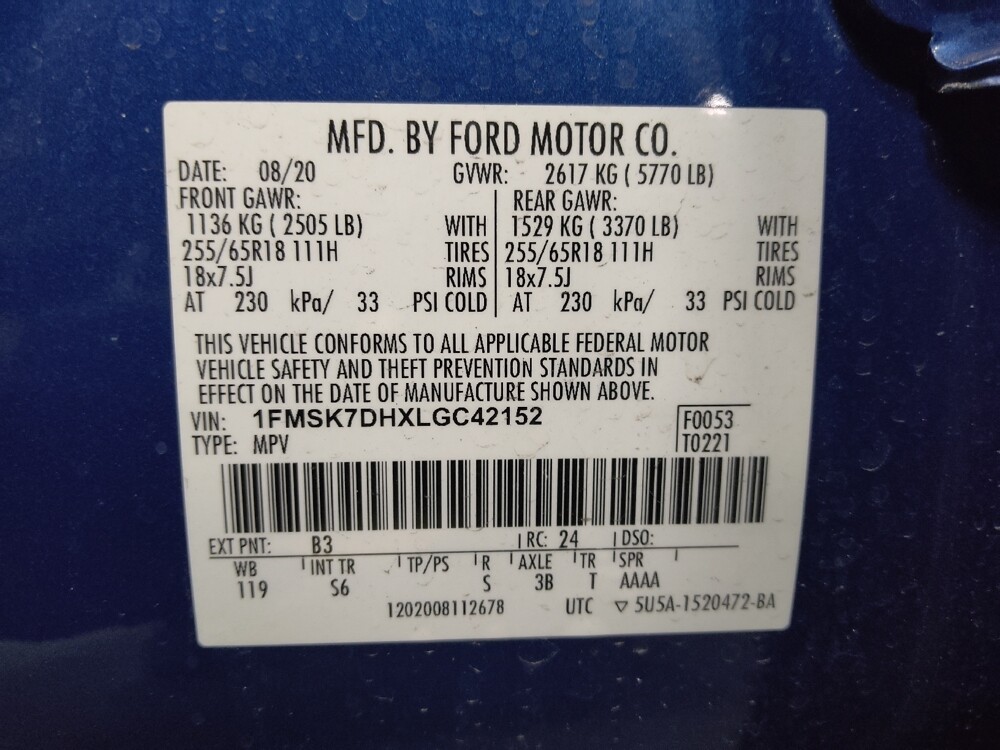 MFD. BY FORD MOTOR CO.
DATE: 08/20 GVWR: 2617 KG ( 5770 LB)
FRONT GAWR: REAR GAWR:
1136 KG ( 2505 LB) WITH 1529 KG ( 3370 LB) WITH
255/65R18 111H TIRES 255/65R18 111H TIRES
18x7.5J RIMS 18x7.5J RIMS
AT 230 kPa/ 33 PSI COLD AT 230 kPa/ 33 PSI COLD
THIS VEHICLE CONFORMS TO ALL APPLICABLE FEDERAL MOTOR
VEHICLE SAFETY AND THEFT PREVENTION STANDARDS IN
EFFECT ON THE DATE OF MANUFACTURE SHOWN ABOVE.
VIN: 1FMSK7DHXLGC42152 F0053
TYPE: MPV T0221
EXT PNT: B3 RC: 24 DSO:
WB INT TR TP/PS R AXLE TR SPR
119 S6 S 3B T AAAA
1202008112678 UTC ▽ 5U5A-1520472-BA